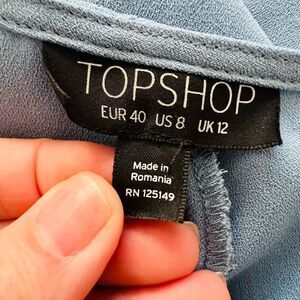 TOPSHOP
EUR 40 US 8 UK 12
Made in
Romania
RN 125149